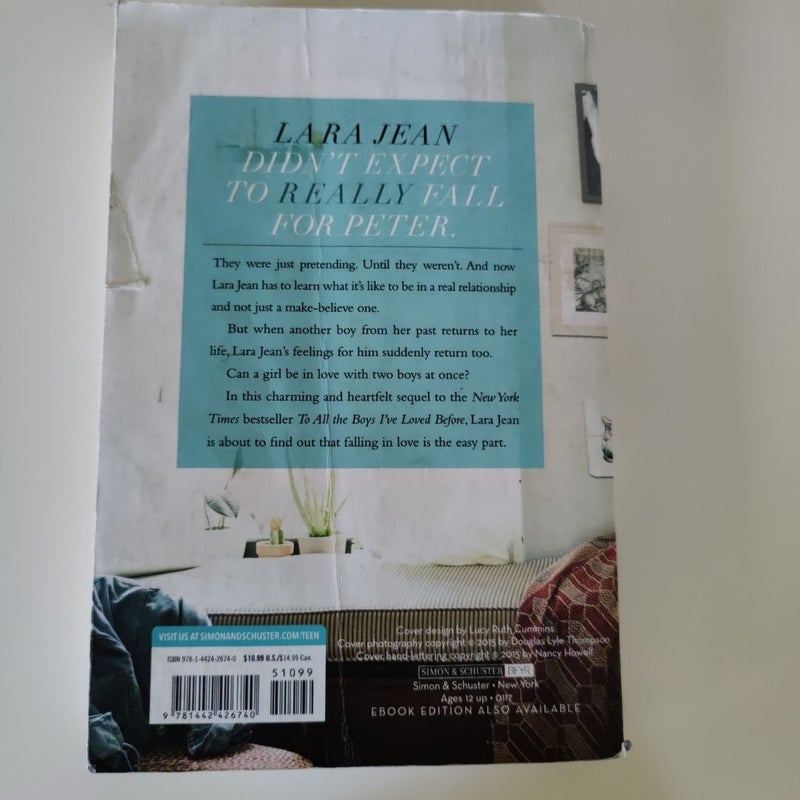 LARA JEAN
DIDN'T EXPECT
TO REALLY FALL
FOR PETER.
They were just pretending. Until they weren't. And now
Lara Jean has to learn what it's like to be in a real relationship
and not just a make-believe one.
But when another boy from her past returns to her
life, Lara Jean's feelings for him suddenly return too.
Can a girl be in love with two boys at once?
In this charming and heartfelt sequel to the New York
Times bestseller To All the Boys I've Loved Before, Lara Jean
is about to find out that falling in love is the easy part.
VISIT US AT SIMONANDSCHUSTER.COM/TEEN
ISBN 978-1-4424-2674-0 $10.99 U.S./$14.99 Can.
51099
9 781442 426740
Cover design by Lucy Ruth Cummins
Cover photography copyright © 2015 by Douglas Lyle Thompson
Cover hand-lettering copyright © 2015 by Nancy Howell
SIMON & SCHUSTER BFYR
Simon & Schuster • New York
Ages 12 up • 0117
EBOOK EDITION ALSO AVAILABLE